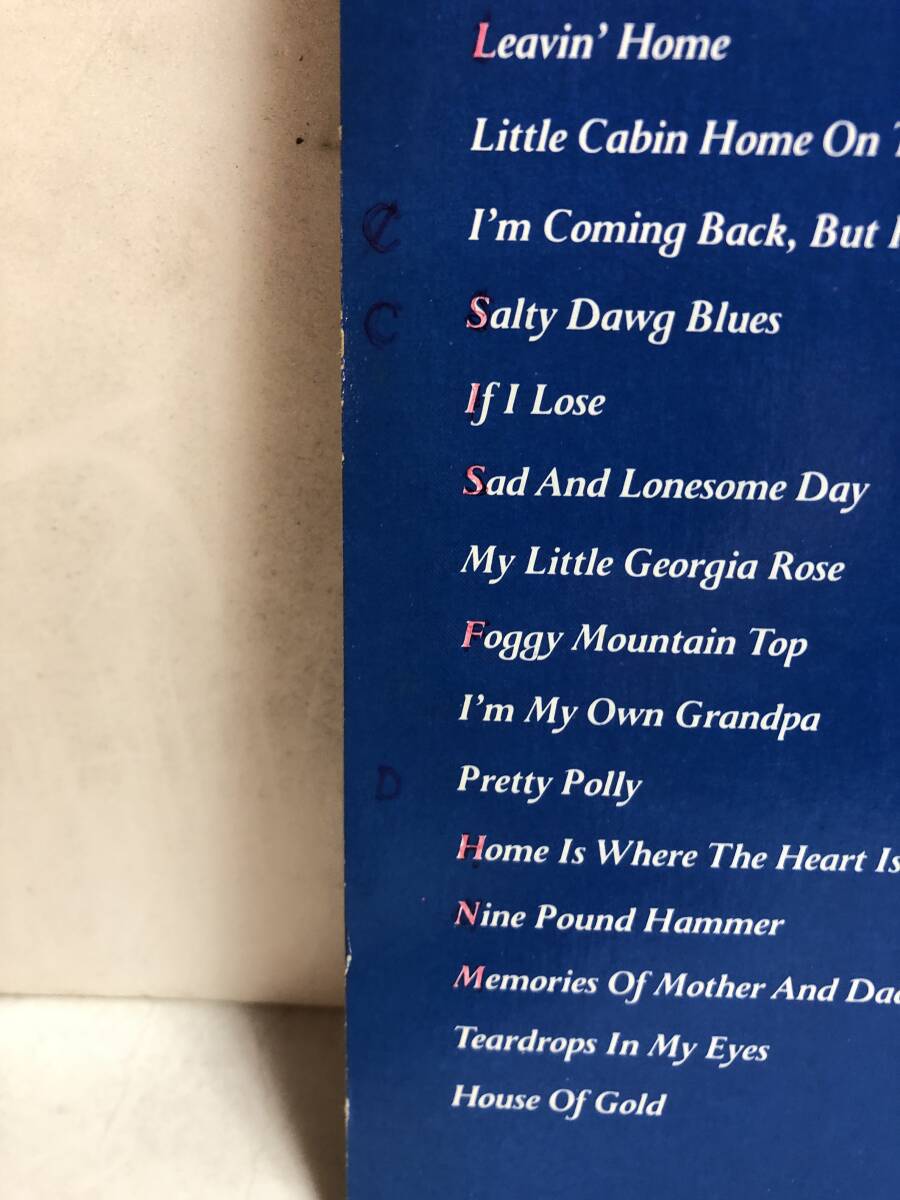 Leavin' Home
Little Cabin Home On
C I'm Coming Back, But
C Salty Dawg Blues
If I Lose
Sad And Lonesome Day
My Little Georgia Rose
Foggy Mountain Top
I'm My Own Grandpa
D Pretty Polly
Home Is Where The Heart Is
Nine Pound Hammer
Memories Of Mother And
Teardrops In My Eyes
House Of Gold